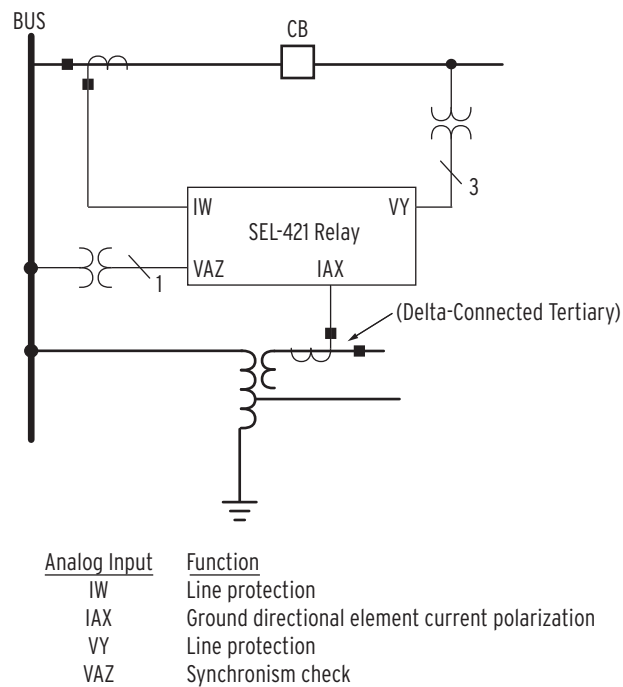 BUS
CB
3
IW
VY
SEL-421 Relay
VAZ
IAX
1
(Delta-Connected Tertiary)
Analog Input Function
IW Line protection
IAX Ground directional element current polarization
VY Line protection
VAZ Synchronism check